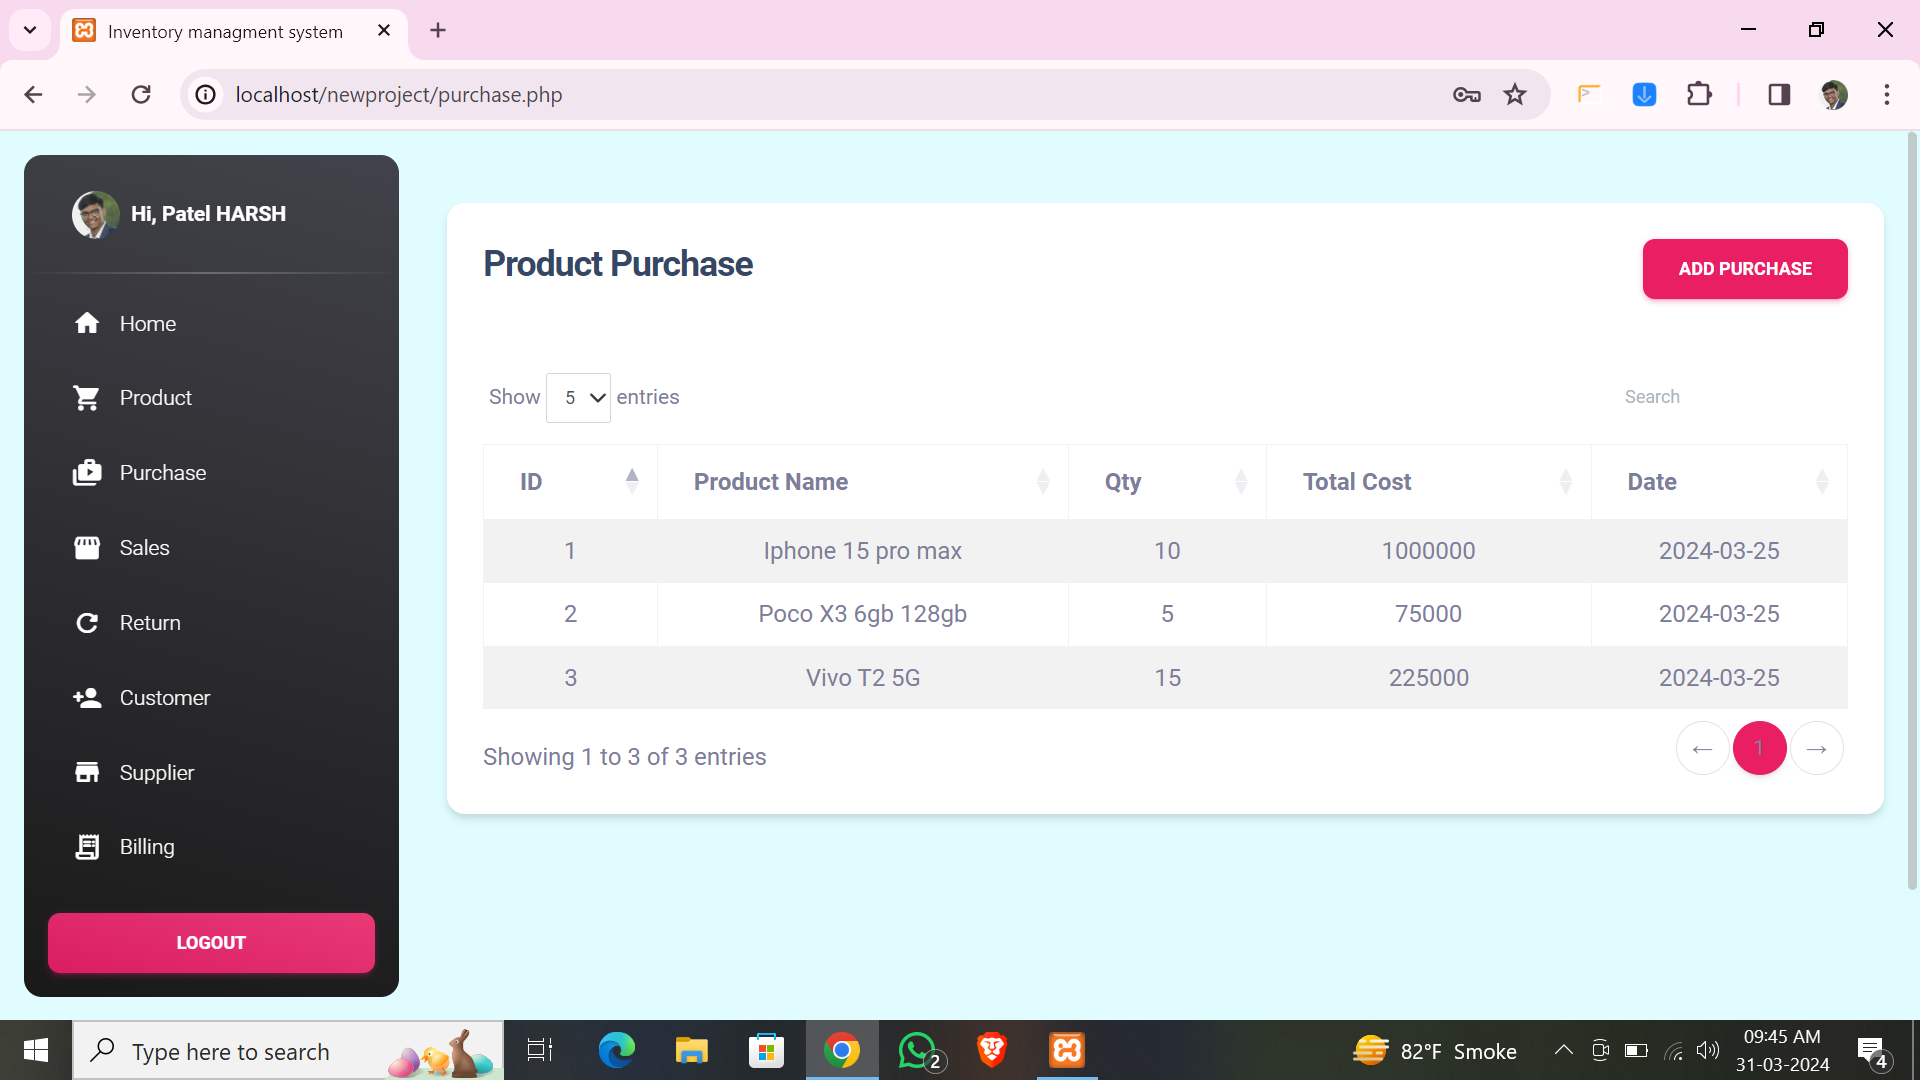 Inventory managment system
localhost/newproject/purchase.php
Hi, Patel HARSH
Home
Product
Purchase
Sales
Return
Customer
Supplier
Billing
LOGOUT
Product Purchase
ADD PURCHASE
Show 5 entries
Search
ID Product Name Qty Total Cost Date
1 Iphone 15 pro max 10 1000000 2024-03-25
2 Poco X3 6gb 128gb 5 75000 2024-03-25
3 Vivo T2 5G 15 225000 2024-03-25
Showing 1 to 3 of 3 entries
← 1 →
Type here to search
2
82°F Smoke
09:45 AM
31-03-2024
4